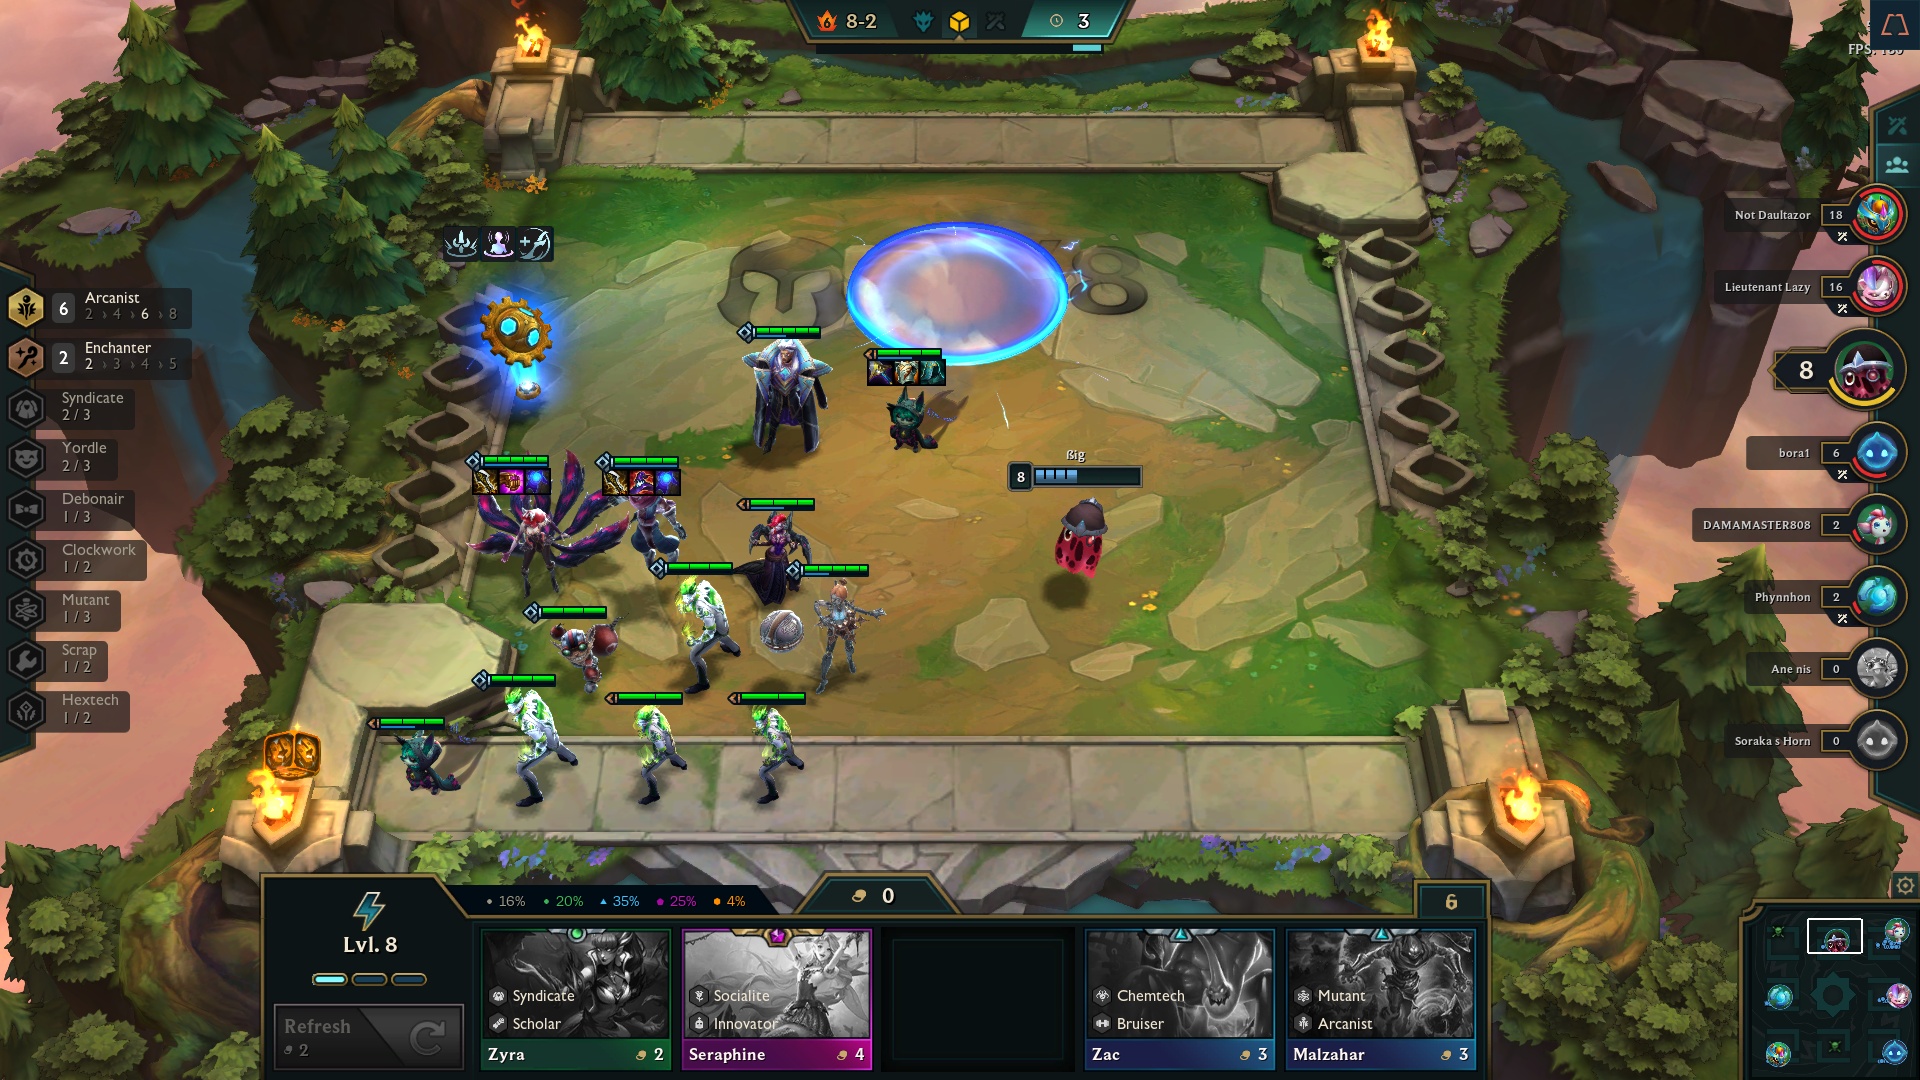 8-2
3
FPS:
Not Daultazor 18
Lieutenant Lazy 16
8
bora1 6
DAMAMASTER808 2
Phynnhon 2
Ane nis 0
Soraka s Horn 0
6 Arcanist
2 › 4 › 6 › 8
2 Enchanter
2 › 3 › 4 › 5
Syndicate
2 / 3
Yordle
2 / 3
Debonair
1 / 3
Clockwork
1 / 2
Mutant
1 / 3
Scrap
1 / 2
Hextech
1 / 2
ßig
8
16% 20% 35% 25% 4%
0
6
Lvl. 8
Refresh
2
Syndicate
Scholar
Zyra 2
Socialite
Innovator
Seraphine 4
Chemtech
Bruiser
Zac 3
Mutant
Arcanist
Malzahar 3